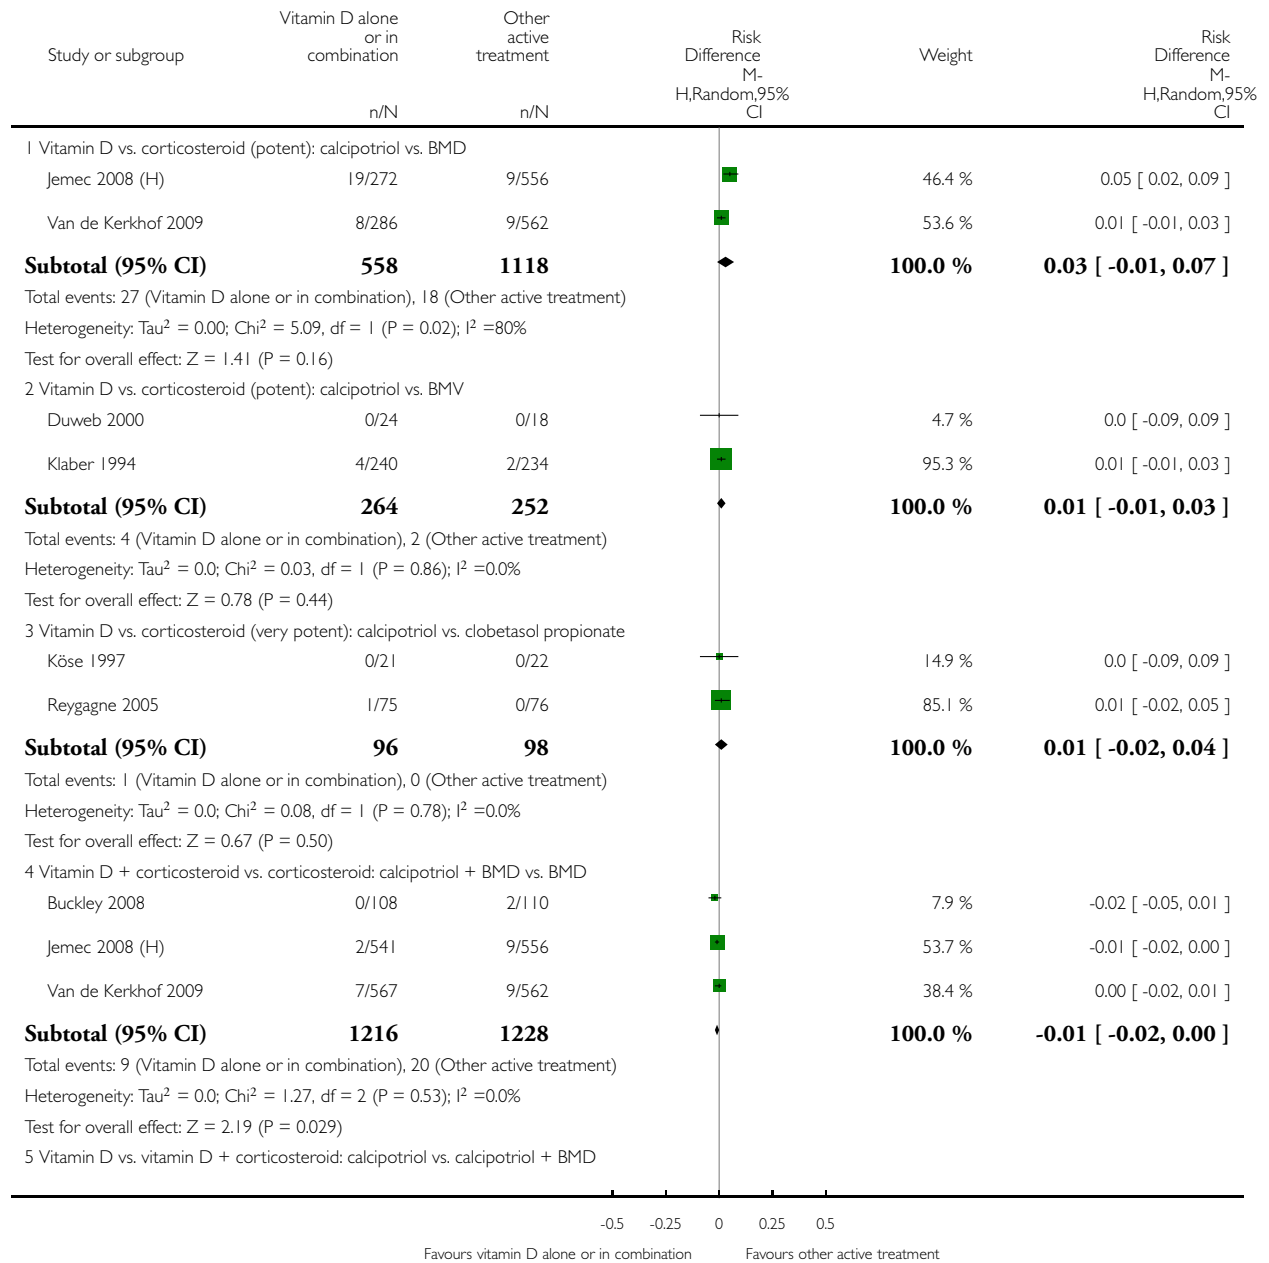 Study or subgroup
Vitamin D alone
or in
combination
Other
active
treatment
Risk
Difference
Weight
Risk
Difference
n/N
n/N
M-
H,Random,95%
CI
M-
H,Random,95%
CI
1 Vitamin D vs. corticosteroid (potent): calcipotriol vs. BMD
Jemec 2008 (H) 19/272 9/556 46.4 % 0.05 [ 0.02, 0.09 ]
Van de Kerkhof 2009 8/286 9/562 53.6 % 0.01 [ -0.01, 0.03 ]
Subtotal (95% CI) 558 1118 100.0 % 0.03 [ -0.01, 0.07 ]
Total events: 27 (Vitamin D alone or in combination), 18 (Other active treatment)
Heterogeneity: Tau² = 0.00; Chi² = 5.09, df = 1 (P = 0.02); I² =80%
Test for overall effect: Z = 1.41 (P = 0.16)
2 Vitamin D vs. corticosteroid (potent): calcipotriol vs. BMV
Duweb 2000 0/24 0/18 4.7 % 0.0 [ -0.09, 0.09 ]
Klaber 1994 4/240 2/234 95.3 % 0.01 [ -0.01, 0.03 ]
Subtotal (95% CI) 264 252 100.0 % 0.01 [ -0.01, 0.03 ]
Total events: 4 (Vitamin D alone or in combination), 2 (Other active treatment)
Heterogeneity: Tau² = 0.0; Chi² = 0.03, df = 1 (P = 0.86); I² =0.0%
Test for overall effect: Z = 0.78 (P = 0.44)
3 Vitamin D vs. corticosteroid (very potent): calcipotriol vs. clobetasol propionate
Köse 1997 0/21 0/22 14.9 % 0.0 [ -0.09, 0.09 ]
Reygagne 2005 1/75 0/76 85.1 % 0.01 [ -0.02, 0.05 ]
Subtotal (95% CI) 96 98 100.0 % 0.01 [ -0.02, 0.04 ]
Total events: 1 (Vitamin D alone or in combination), 0 (Other active treatment)
Heterogeneity: Tau² = 0.0; Chi² = 0.08, df = 1 (P = 0.78); I² =0.0%
Test for overall effect: Z = 0.67 (P = 0.50)
4 Vitamin D + corticosteroid vs. corticosteroid: calcipotriol + BMD vs. BMD
Buckley 2008 0/108 2/110 7.9 % -0.02 [ -0.05, 0.01 ]
Jemec 2008 (H) 2/541 9/556 53.7 % -0.01 [ -0.02, 0.00 ]
Van de Kerkhof 2009 7/567 9/562 38.4 % 0.00 [ -0.02, 0.01 ]
Subtotal (95% CI) 1216 1228 100.0 % -0.01 [ -0.02, 0.00 ]
Total events: 9 (Vitamin D alone or in combination), 20 (Other active treatment)
Heterogeneity: Tau² = 0.0; Chi² = 1.27, df = 2 (P = 0.53); I² =0.0%
Test for overall effect: Z = 2.19 (P = 0.029)
5 Vitamin D vs. vitamin D + corticosteroid: calcipotriol vs. calcipotriol + BMD
-0.5 -0.25 0 0.25 0.5
Favours vitamin D alone or in combination Favours other active treatment